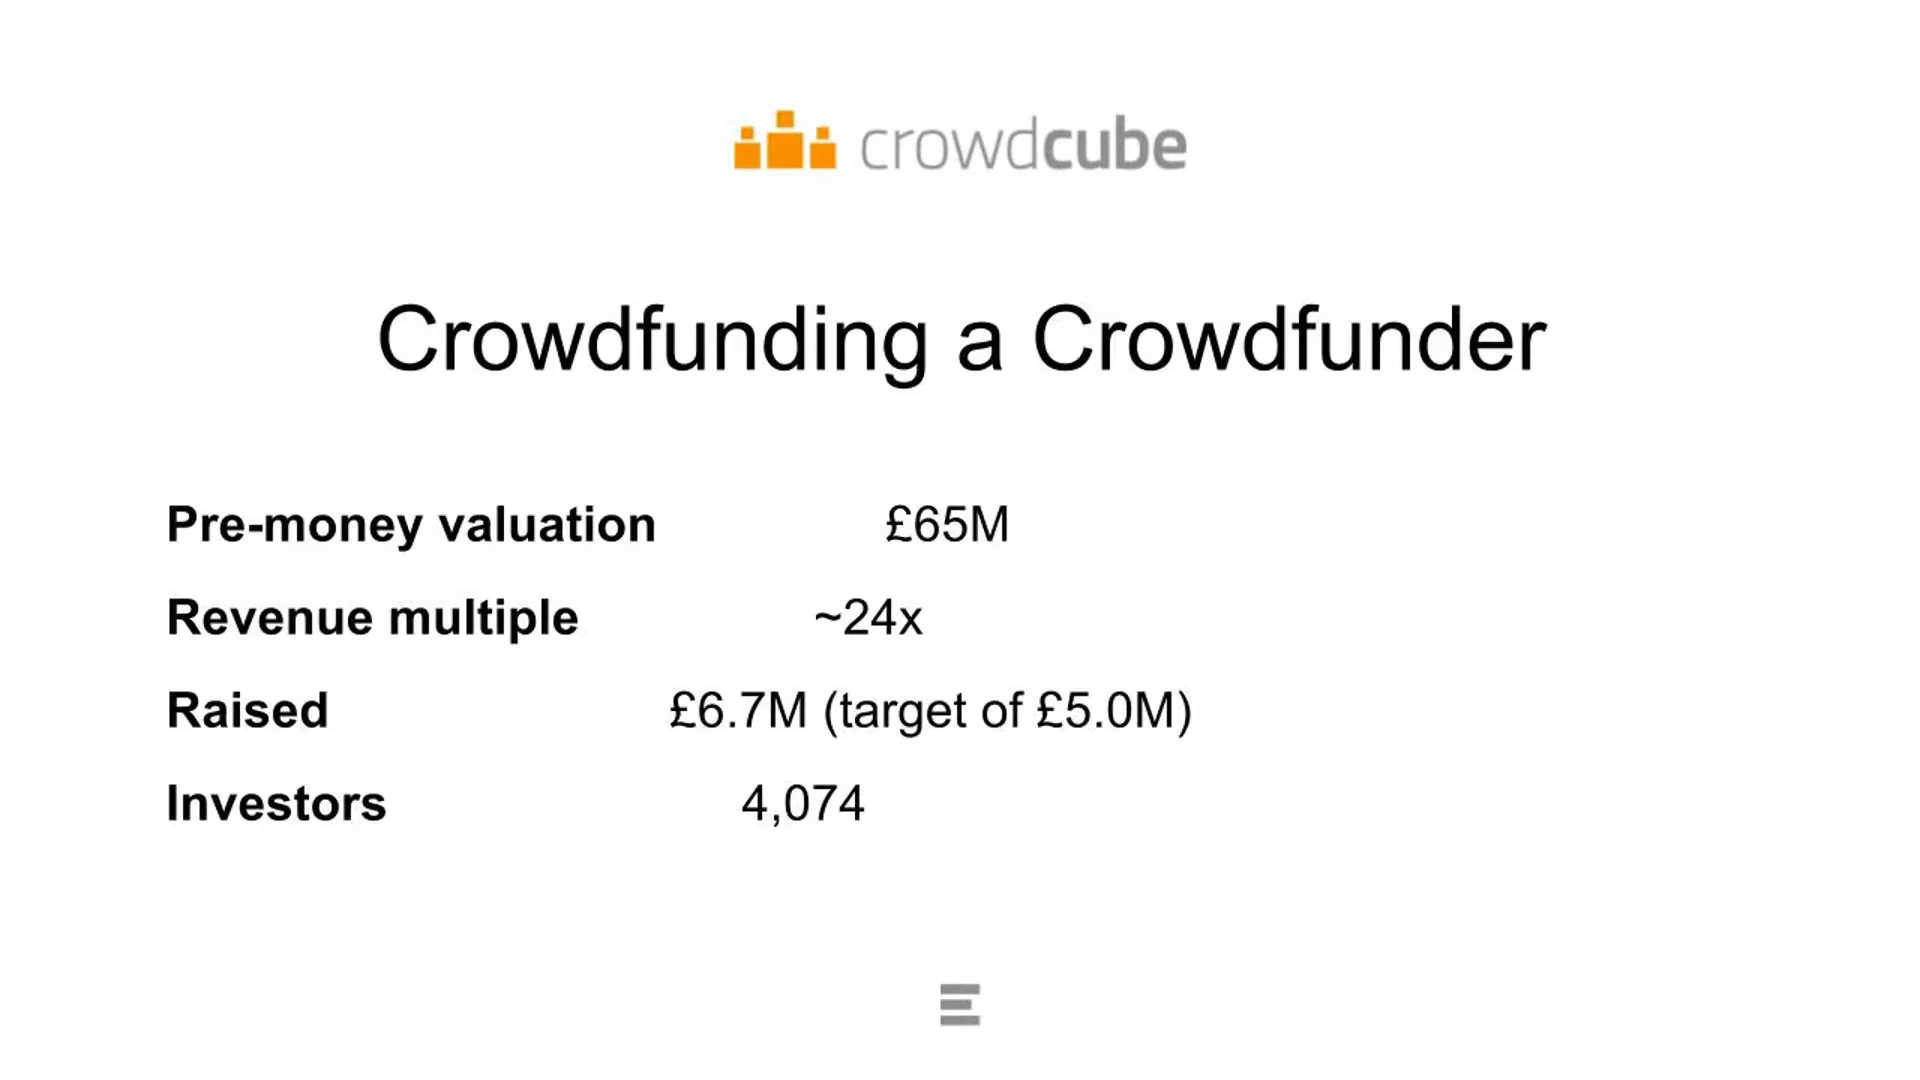 crowdcube
Crowdfunding a Crowdfunder
Pre-money valuation £65M
Revenue multiple ~24x
Raised £6.7M (target of £5.0M)
Investors 4,074